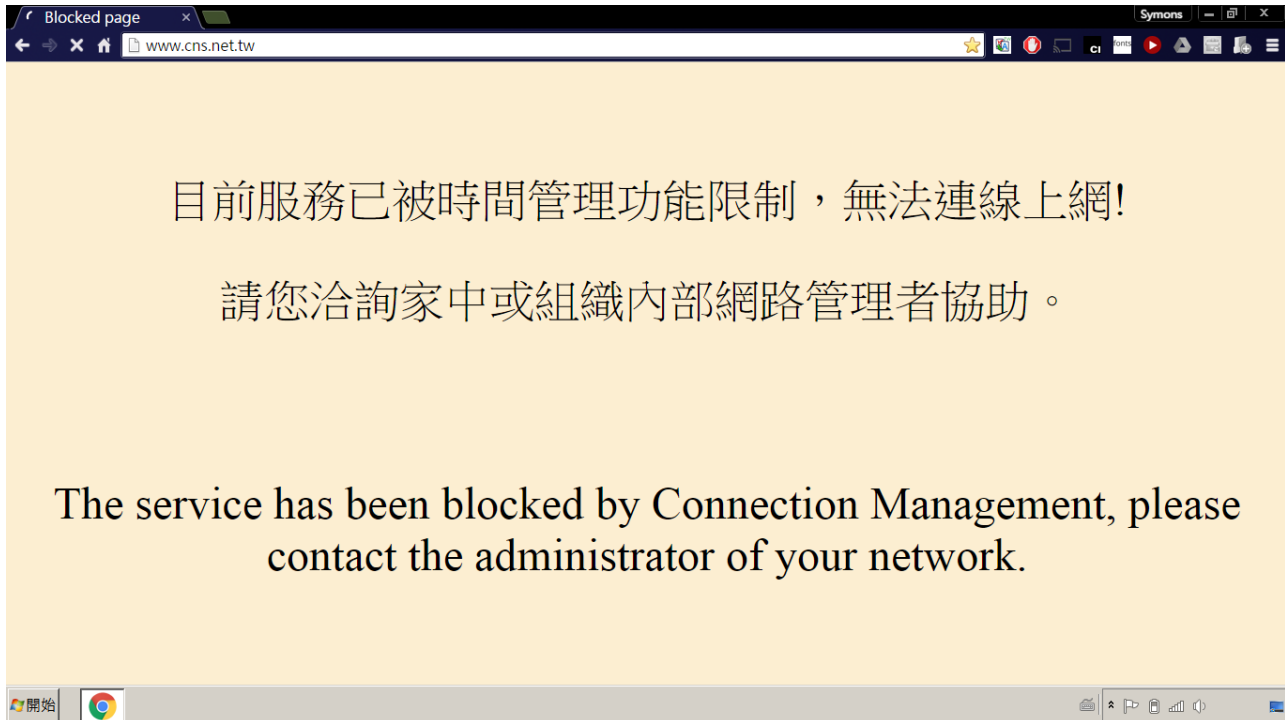 Blocked page
Symons
www.cns.net.tw
CI
fonts
目前服務已被時間管理功能限制，無法連線上網!
請您洽詢家中或組織內部網路管理者協助。
The service has been blocked by Connection Management, please
contact the administrator of your network.
開始